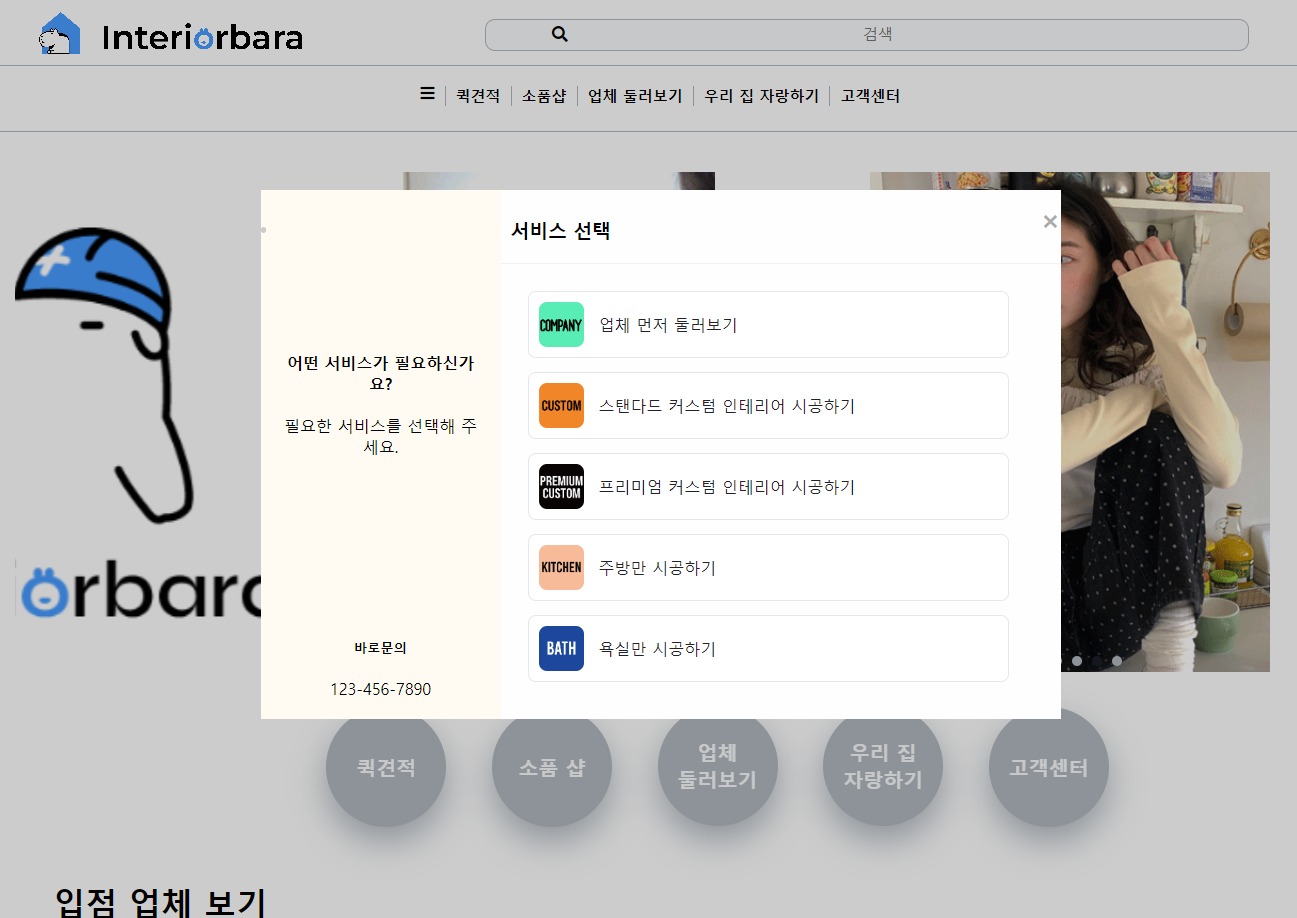 Interiorbara
검색
퀵견적
소품샵
업체 둘러보기
우리 집 자랑하기
고객센터
서비스 선택
×
어떤 서비스가 필요하신가
요?
필요한 서비스를 선택해 주
세요.
바로문의
123-456-7890
COMPANY
업체 먼저 둘러보기
CUSTOM
스탠다드 커스텀 인테리어 시공하기
PREMIUM
CUSTOM
프리미엄 커스텀 인테리어 시공하기
KITCHEN
주방만 시공하기
BATH
욕실만 시공하기
orbara
퀵견적
소품 샵
업체
둘러보기
우리 집
자랑하기
고객센터
입점 업체 보기